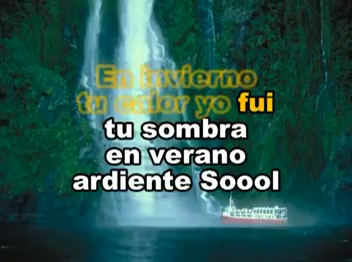 En invierno
tu calor yo fui
tu sombra
en verano
ardiente Soool